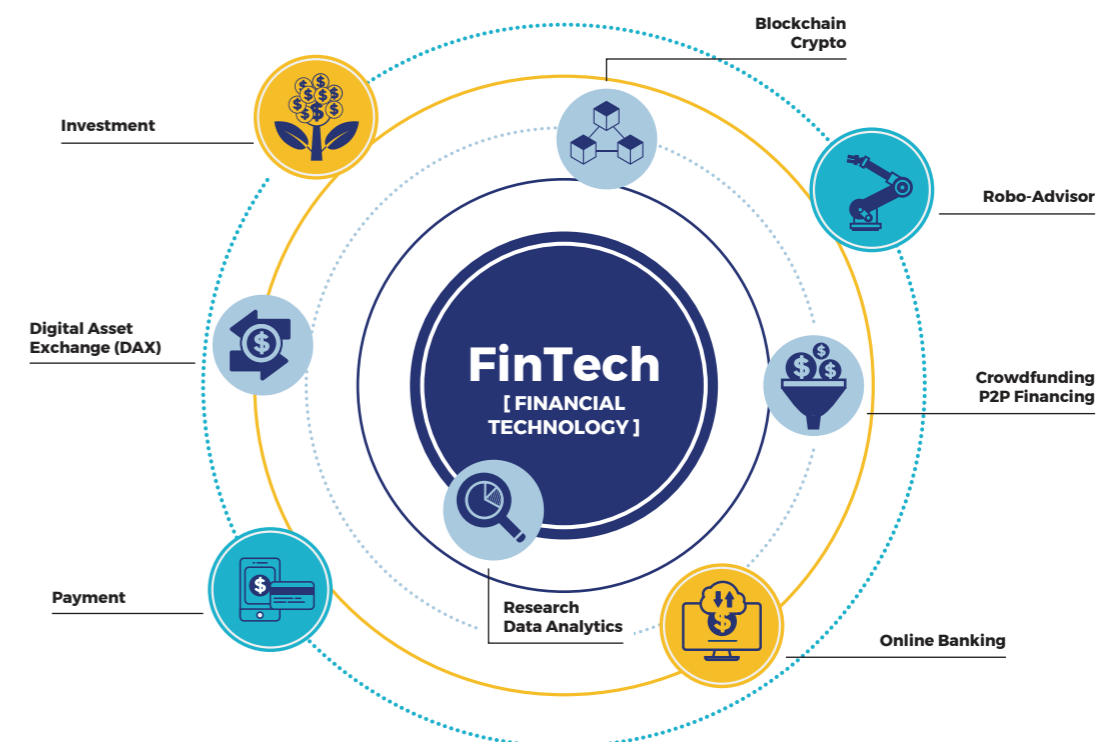 Blockchain
Crypto
Investment
Robo-Advisor
Digital Asset
Exchange (DAX)
FinTech
[ FINANCIAL
TECHNOLOGY ]
Crowdfunding
P2P Financing
Payment
Research
Data Analytics
Online Banking